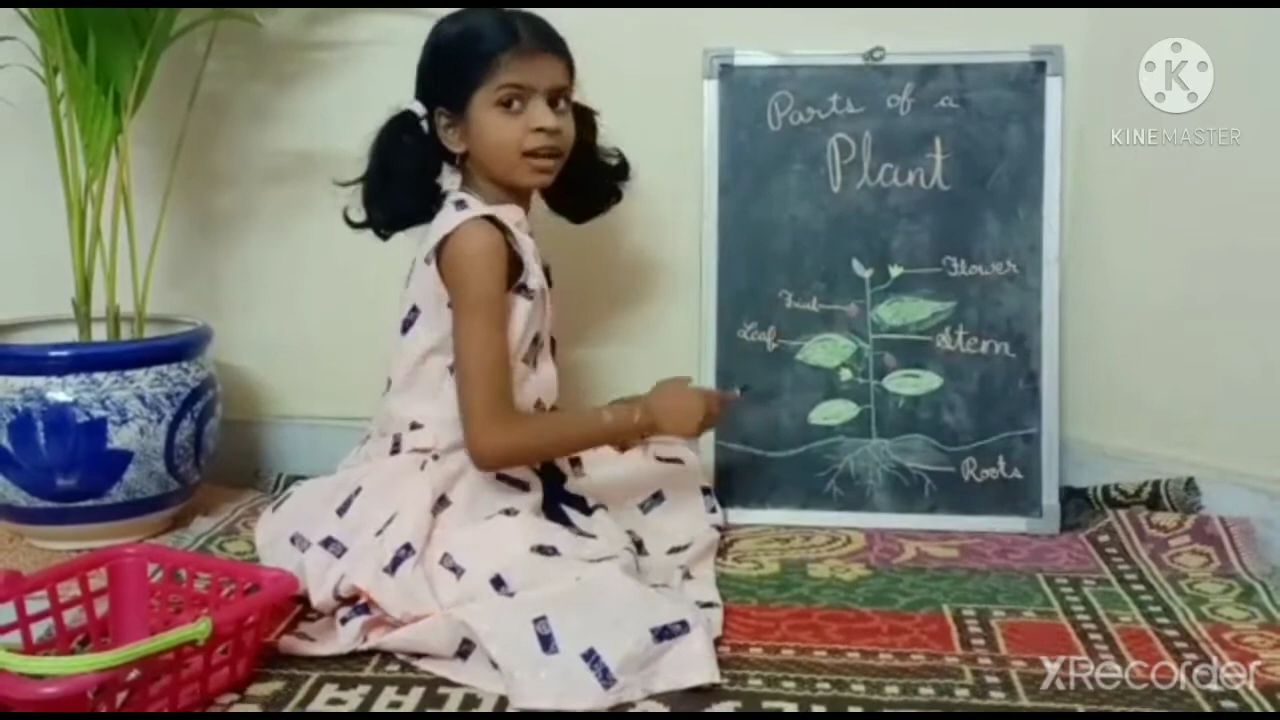 Parts of a
Plant
Flower
Fruit
Leaf
Stem
Roots
K
KINEMASTER
XRecorder